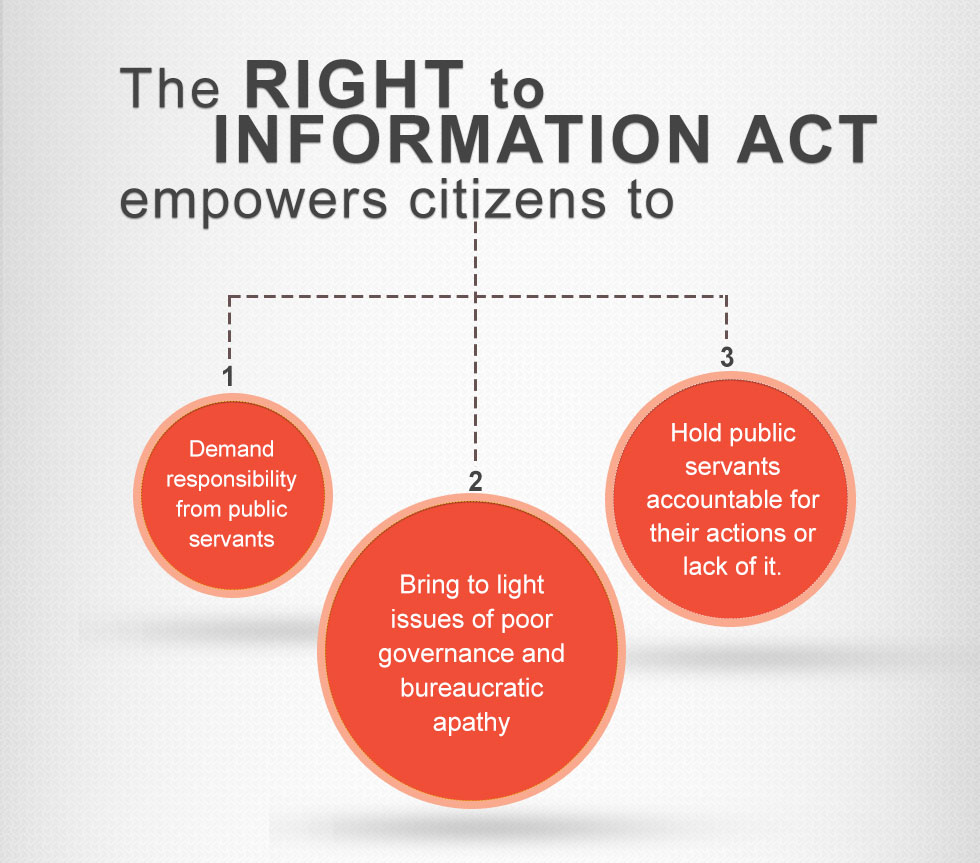 The RIGHT to
INFORMATION ACT
empowers citizens to
1
Demand
responsibility
from public
servants
2
Bring to light
issues of poor
governance and
bureaucratic
apathy
3
Hold public
servants
accountable for
their actions or
lack of it.